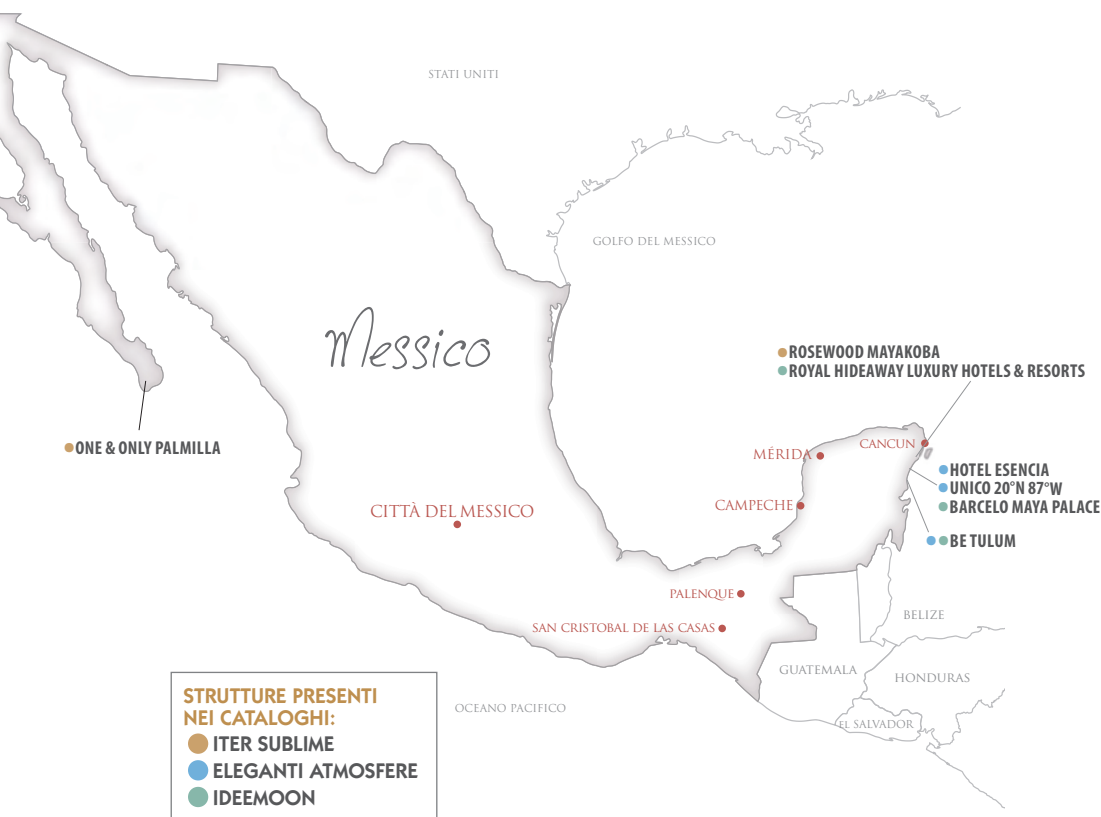 STATI UNITI
GOLFO DEL MESSICO
Messico
ROSEWOOD MAYAKOBA
ROYAL HIDEAWAY LUXURY HOTELS & RESORTS
ONE & ONLY PALMILLA
CANCUN
MÉRIDA
HOTEL ESENCIA
UNICO 20°N 87°W
BARCELO MAYA PALACE
CAMPECHE
CITTÀ DEL MESSICO
BE TULUM
PALENQUE
BELIZE
SAN CRISTOBAL DE LAS CASAS
GUATEMALA
HONDURAS
OCEANO PACIFICO
EL SALVADOR
STRUTTURE PRESENTI
NEI CATALOGHI:
ITER SUBLIME
ELEGANTI ATMOSFERE
IDEEMOON